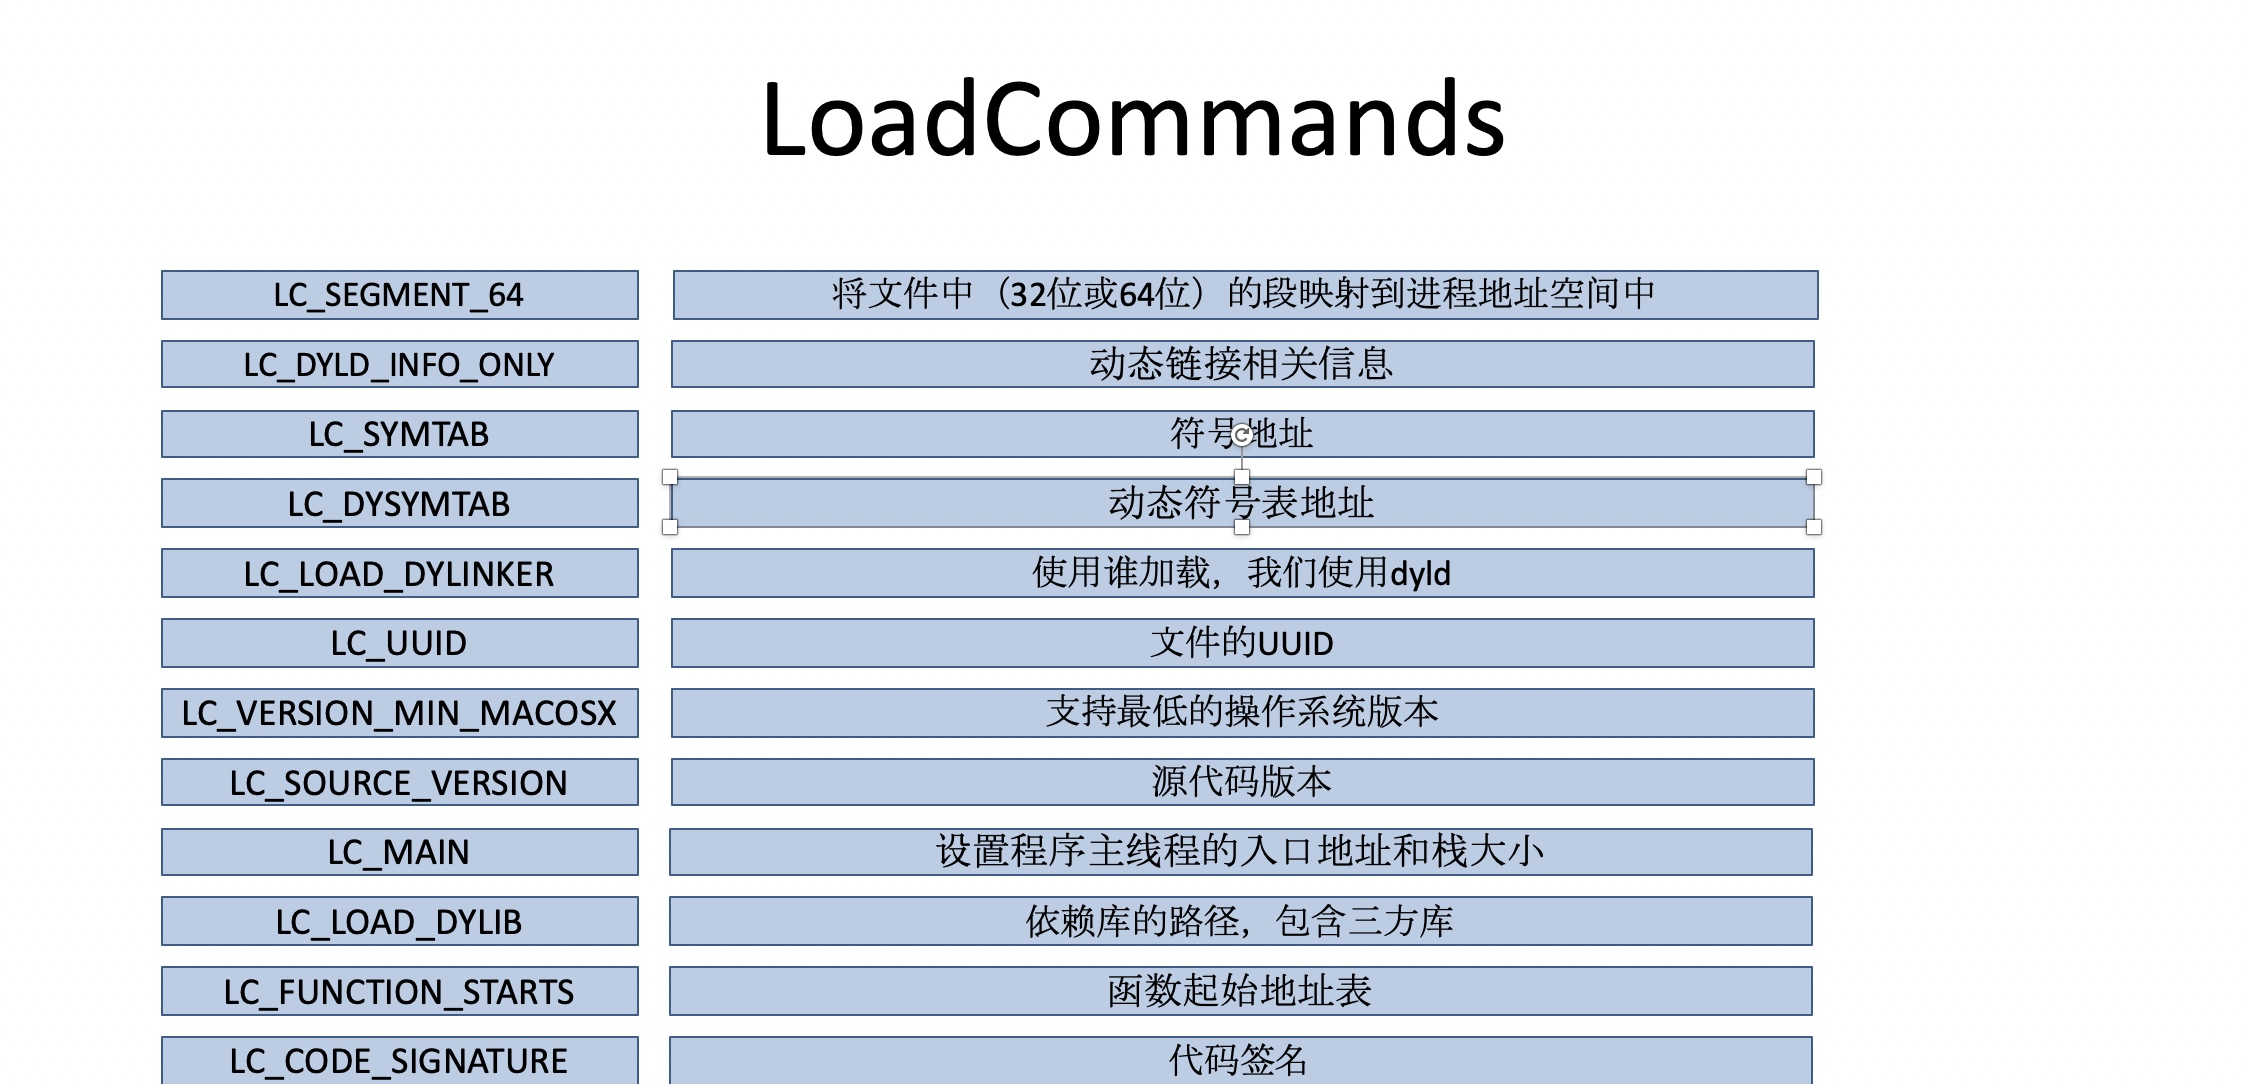 LoadCommands
LC_SEGMENT_64
将文件中（32位或64位）的段映射到进程地址空间中
LC_DYLD_INFO_ONLY
动态链接相关信息
LC_SYMTAB
符号地址
LC_DYSYMTAB
动态符号表地址
LC_LOAD_DYLINKER
使用谁加载，我们使用dyld
LC_UUID
文件的UUID
LC_VERSION_MIN_MACOSX
支持最低的操作系统版本
LC_SOURCE_VERSION
源代码版本
LC_MAIN
设置程序主线程的入口地址和栈大小
LC_LOAD_DYLIB
依赖库的路径，包含三方库
LC_FUNCTION_STARTS
函数起始地址表
LC_CODE_SIGNATURE
代码签名